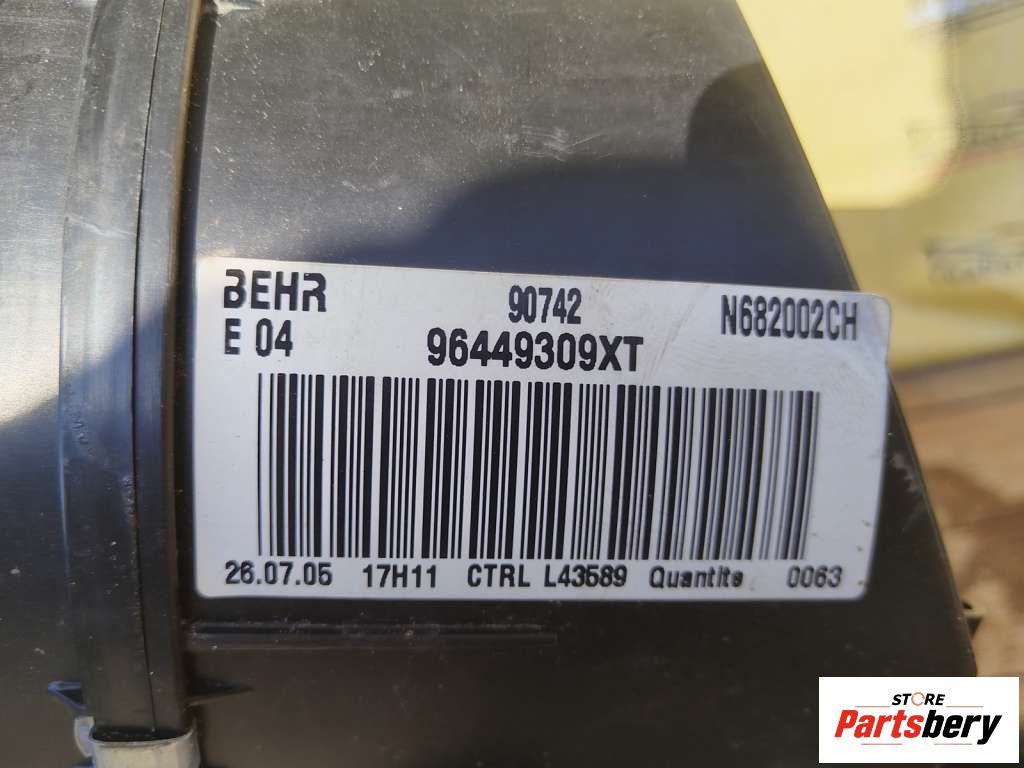 BEHR 90742 N682002CH
E 04 96449309XT
26.07.05 17H11 CTRL L43589 Quantite 0063
STORE
Partsbery